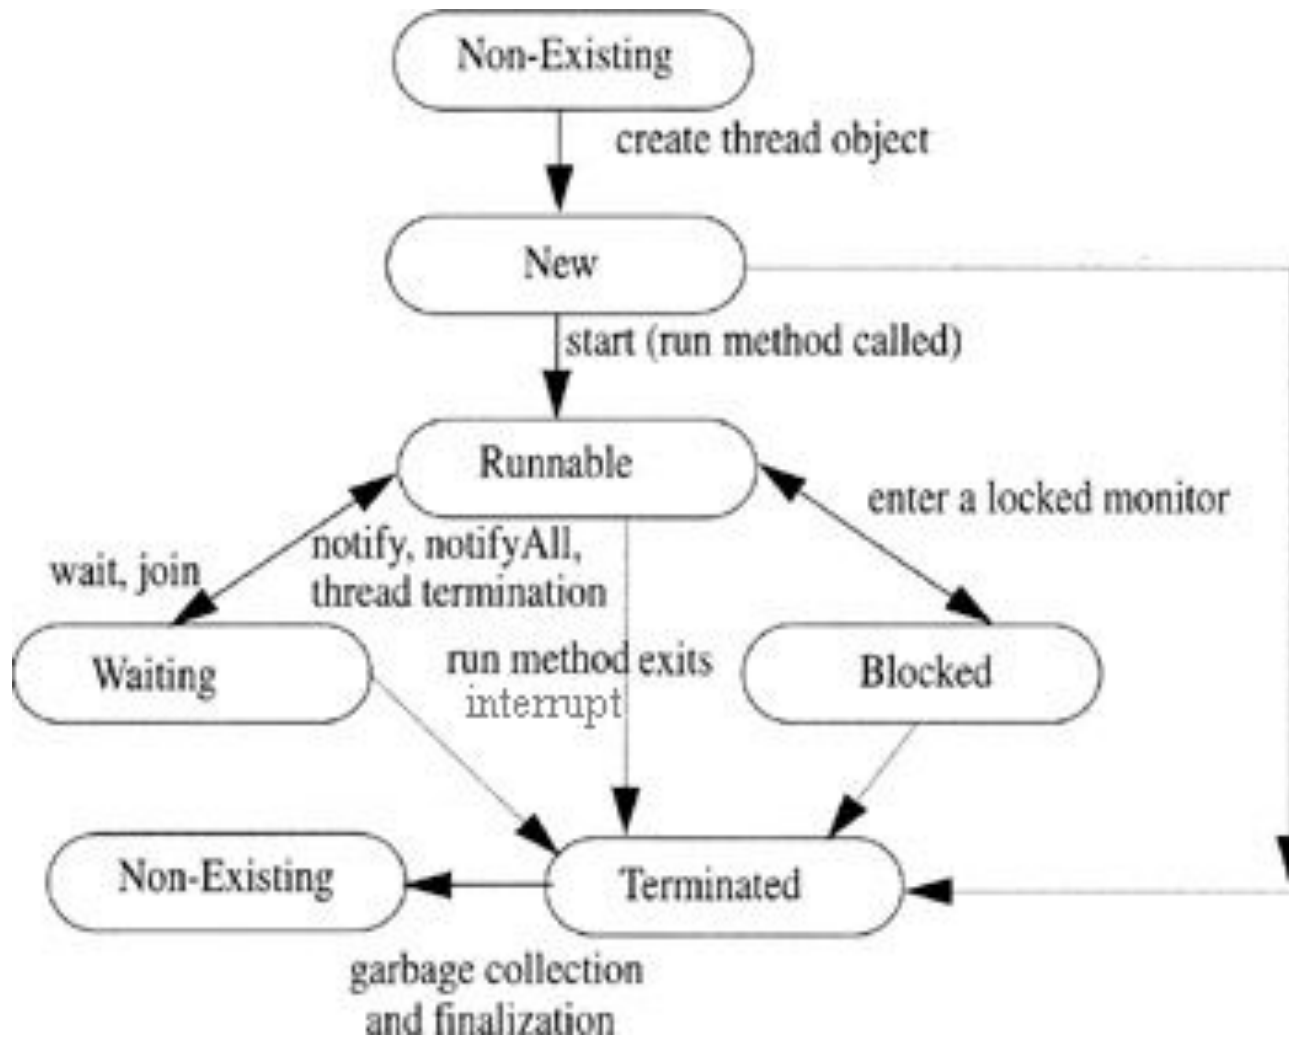 Non-Existing
create thread object
New
start (run method called)
Runnable
enter a locked monitor
wait, join
notify, notifyAll,
thread termination
Waiting
run method exits
interrupt
Blocked
Non-Existing
Terminated
garbage collection
and finalization